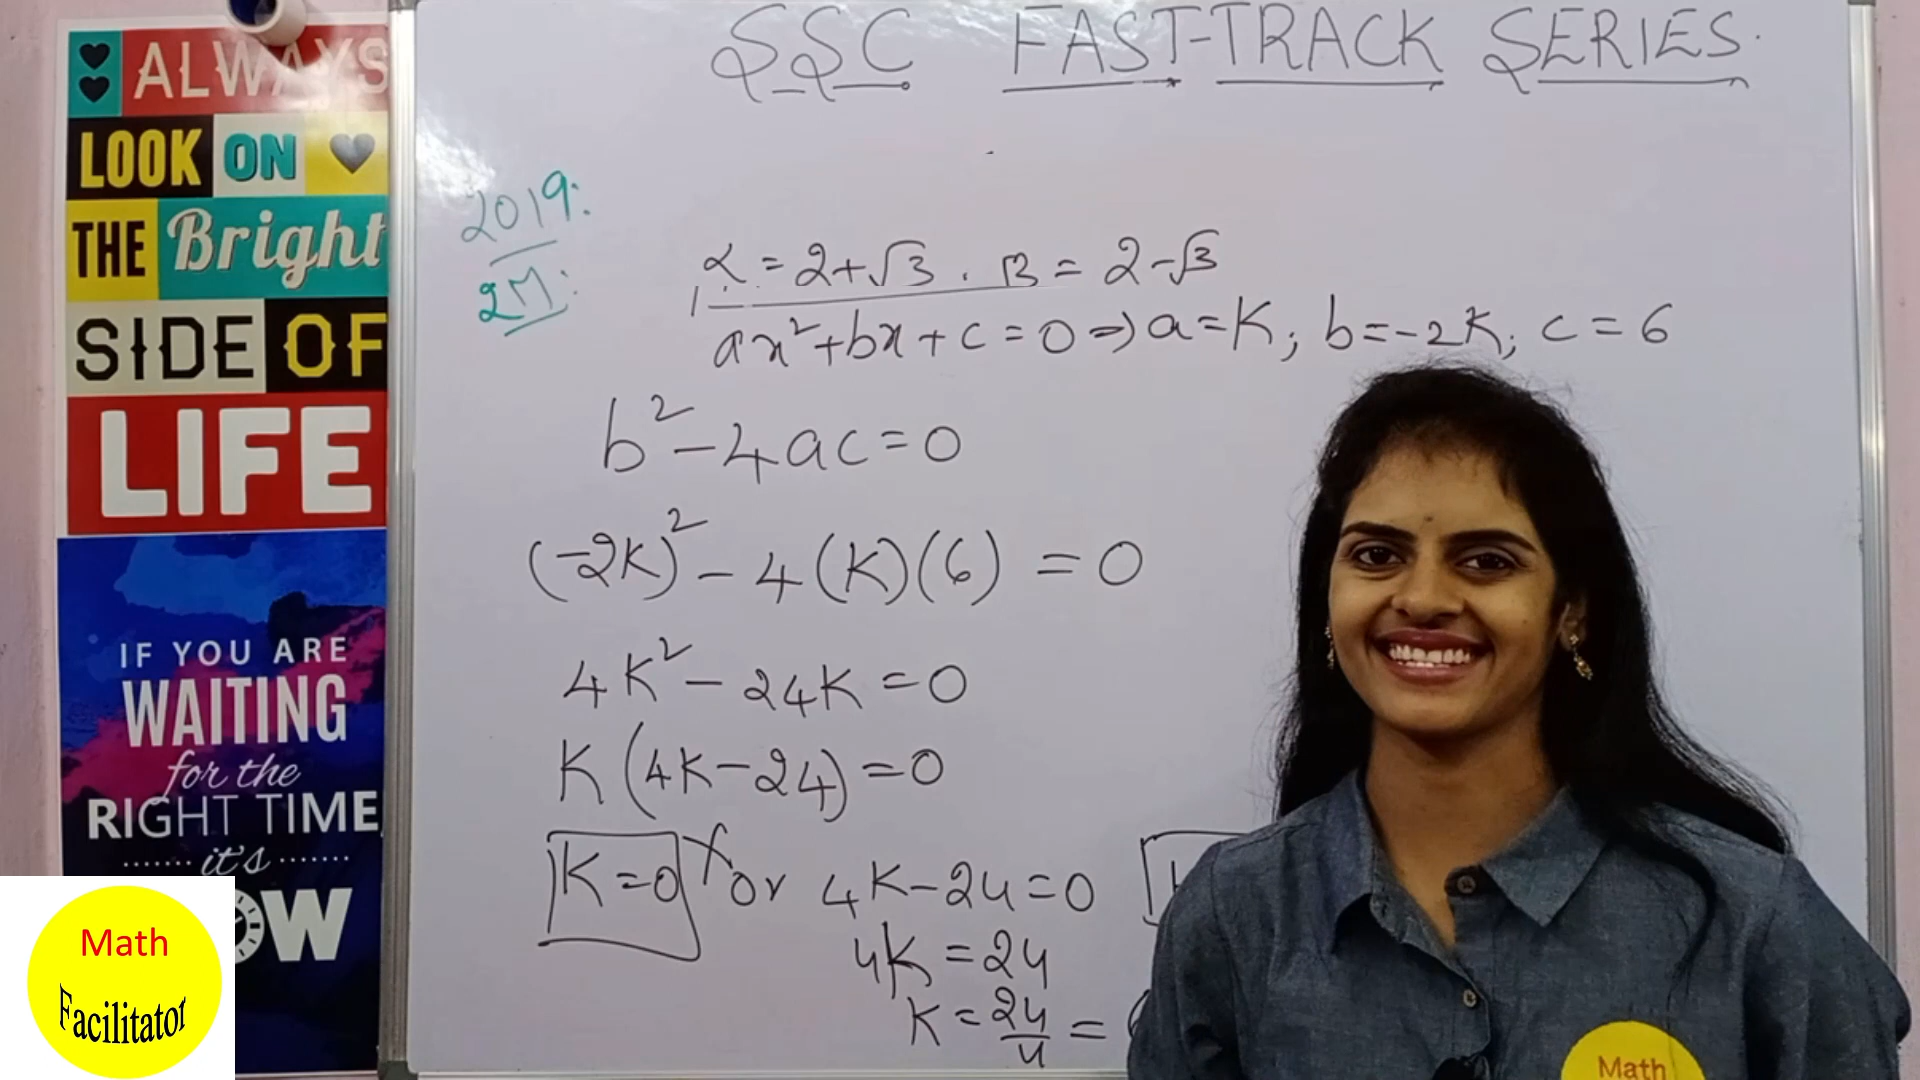 SSC FAST-TRACK SERIES.
ALWAYS
LOOK ON
THE Bright
SIDE OF
LIFE
IF YOU ARE
WAITING
for the
RIGHT TIME,
it's
2019:
2M:
α = 2+√3 . β = 2-√3
ax²+bx+c=0 ⇒ a=K; b=-2K; c=6
b²-4ac=0
(-2K)² - 4(K)(6) = 0
4K² - 24K = 0
K(4K-24)=0
K=0 X or 4K-24=0
4K = 24
K = 24/4 =
Math
Facilitator
Math